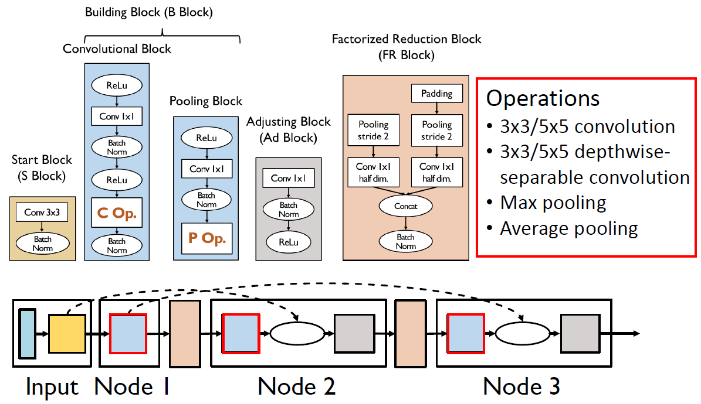 Building Block (B Block)
Convolutional Block
ReLu
Conv 1x1
Batch
Norm
ReLu
C Op.
Batch
Norm
Pooling Block
ReLu
Conv 1x1
Batch
Norm
P Op.
Start Block
(S Block)
Conv 3x3
Batch
Norm
Adjusting Block
(Ad Block)
Conv 1x1
Batch
Norm
ReLu
Factorized Reduction Block
(FR Block)
Padding
Pooling
stride 2
Pooling
stride 2
Conv 1x1
half dim.
Conv 1x1
half dim.
Concat
Batch
Norm
Operations
• 3x3/5x5 convolution
• 3x3/5x5 depthwise-
separable convolution
• Max pooling
• Average pooling
Input
Node 1
Node 2
Node 3